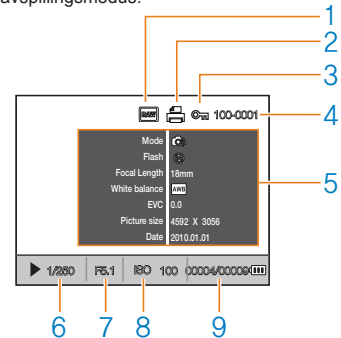 avspillingsmodus.
1
2
3
RAW 100-0001 4
Mode
Flash
Focal Length 18mm
White balance AWB
EVC 0.0
Picture size 4592 X 3056
Date 2010.01.01
5
1/260 F5.1 ISO 100 00004/00009
6 7 8 9